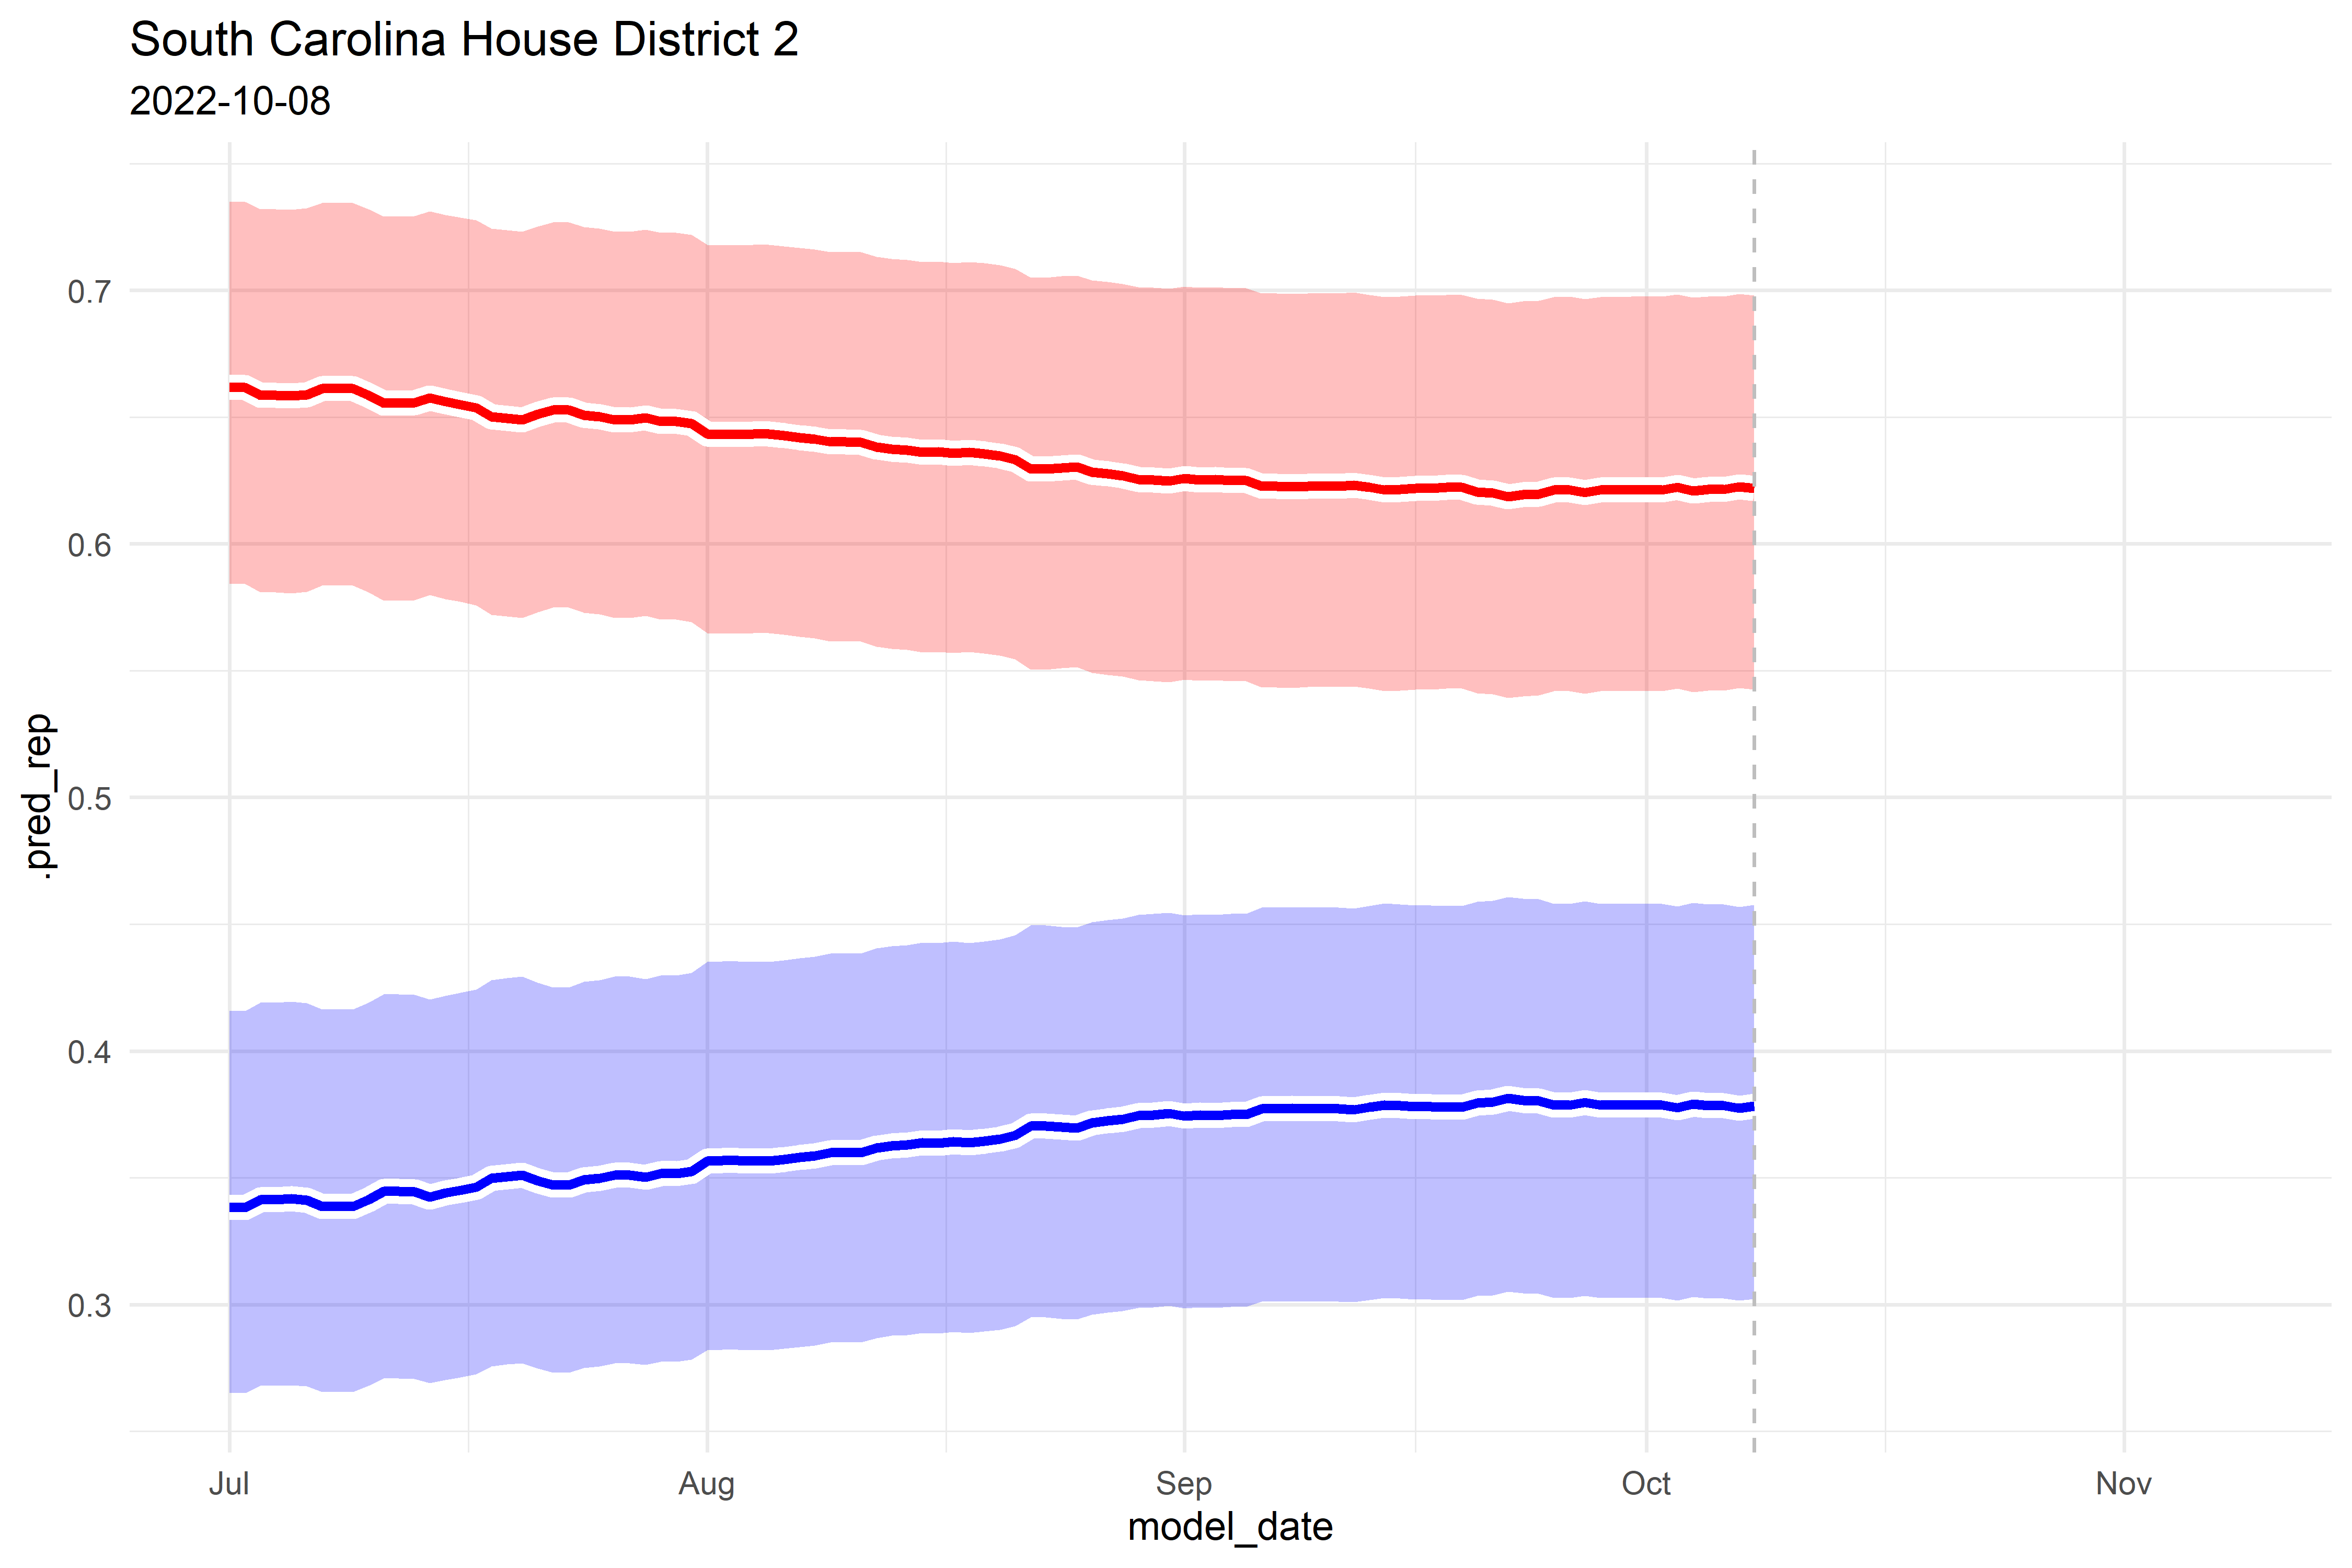 South Carolina House District 2
2022-10-08
.pred_rep
0.7
0.6
0.5
0.4
0.3
Jul Aug Sep Oct Nov
model_date